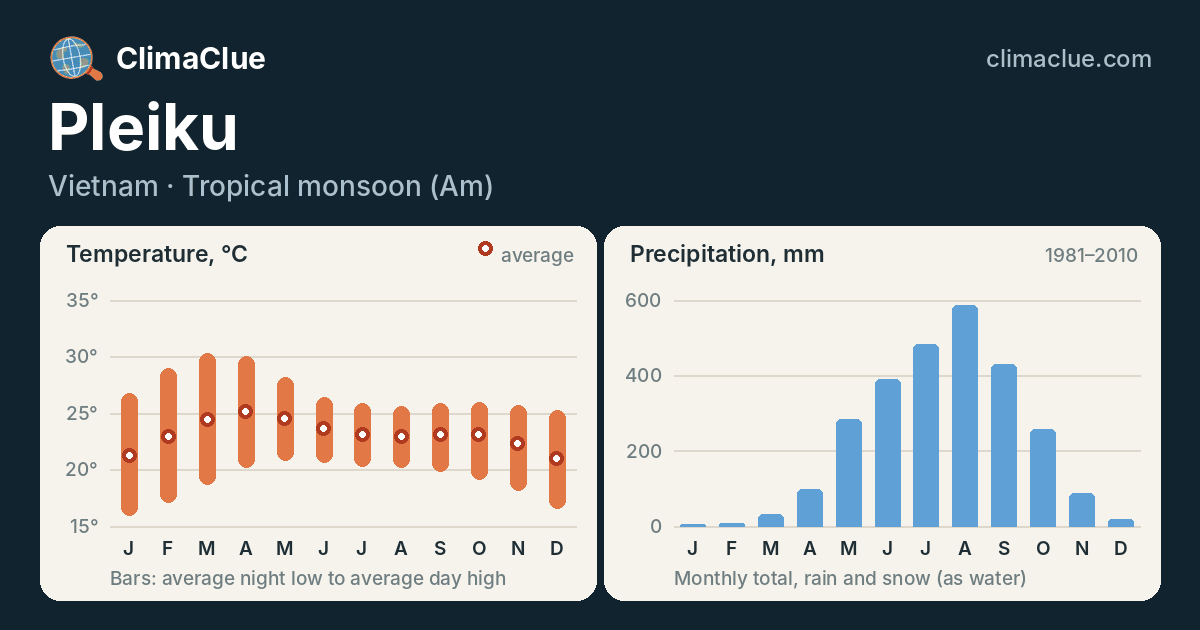 ClimaClue
climaclue.com
Pleiku
Vietnam · Tropical monsoon (Am)
Temperature, °C
average
35°
30°
25°
20°
15°
J F M A M J J A S O N D
Bars: average night low to average day high
Precipitation, mm
1981–2010
600
400
200
0
J F M A M J J A S O N D
Monthly total, rain and snow (as water)